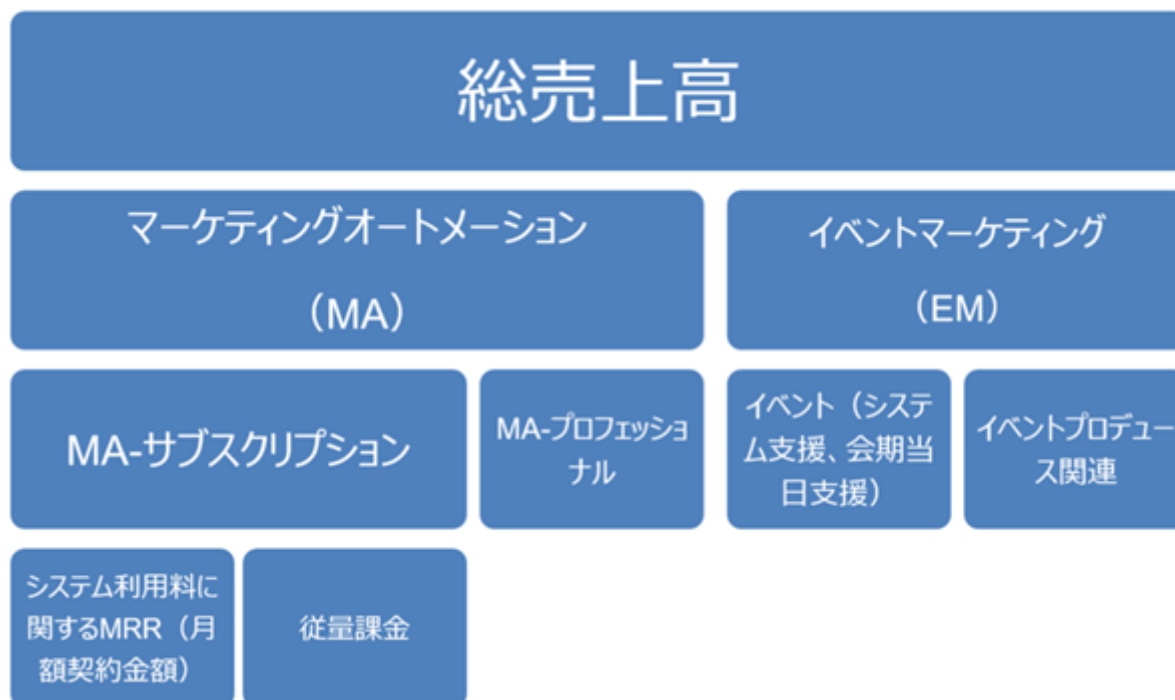 総売上高
マーケティングオートメーション
（MA）
イベントマーケティング
（EM）
MA-サブスクリプション
MA-プロフェッショ
ナル
イベント（システ
ム支援、会期当
日支援）
イベントプロデュー
ス関連
システム利用料に
関するMRR（月
額契約金額）
従量課金